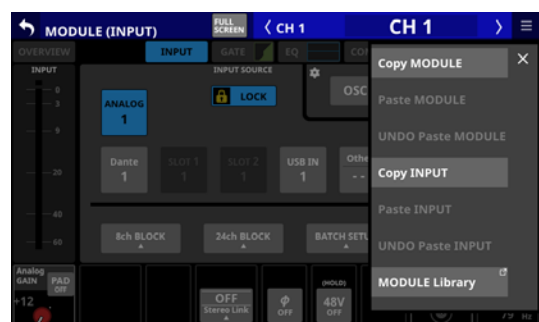 MODULE (INPUT)
FULL
SCREEN
CH 1
CH 1
OVERVIEW
INPUT
GATE
EQ
INPUT
0
3
9
20
40
60
INPUT SOURCE
LOCK
ANALOG
1
OSC
Dante
1
SLOT 1
1
SLOT 2
1
USB IN
1
- -
8ch BLOCK
24ch BLOCK
Analog
GAIN
PAD
OFF
+12
OFF
Stereo Link
φ
OFF
(HOLD)
48V
OFF
Hz
Copy MODULE
Paste MODULE
UNDO Paste MODULE
Copy INPUT
Paste INPUT
UNDO Paste INPUT
MODULE Library